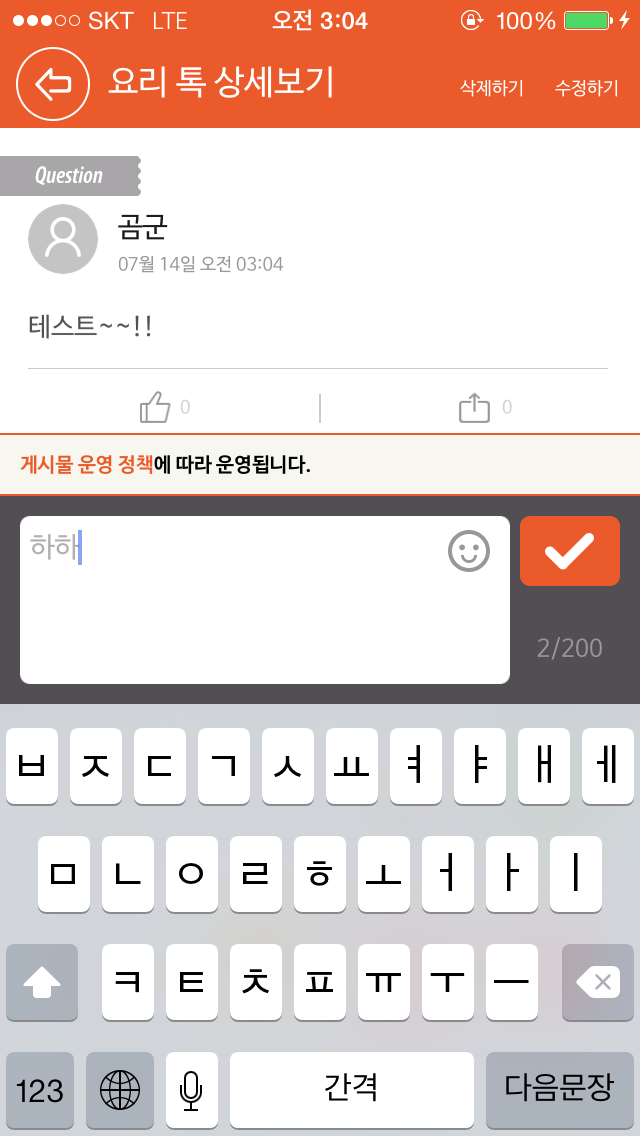 SKT LTE 오전 3:04 100%
요리 톡 상세보기 삭제하기 수정하기
Question
곰군
07월 14일 오전 03:04
테스트~~!!
0 0
게시물 운영 정책에 따라 운영됩니다.
하하
2/200
ㅂ ㅈ ㄷ ㄱ ㅅ ㅛ ㅕ ㅑ ㅐ ㅔ
ㅁ ㄴ ㅇ ㄹ ㅎ ㅗ ㅓ ㅏ ㅣ
ㅋ ㅌ ㅊ ㅍ ㅠ ㅜ ㅡ
123 간격 다음문장